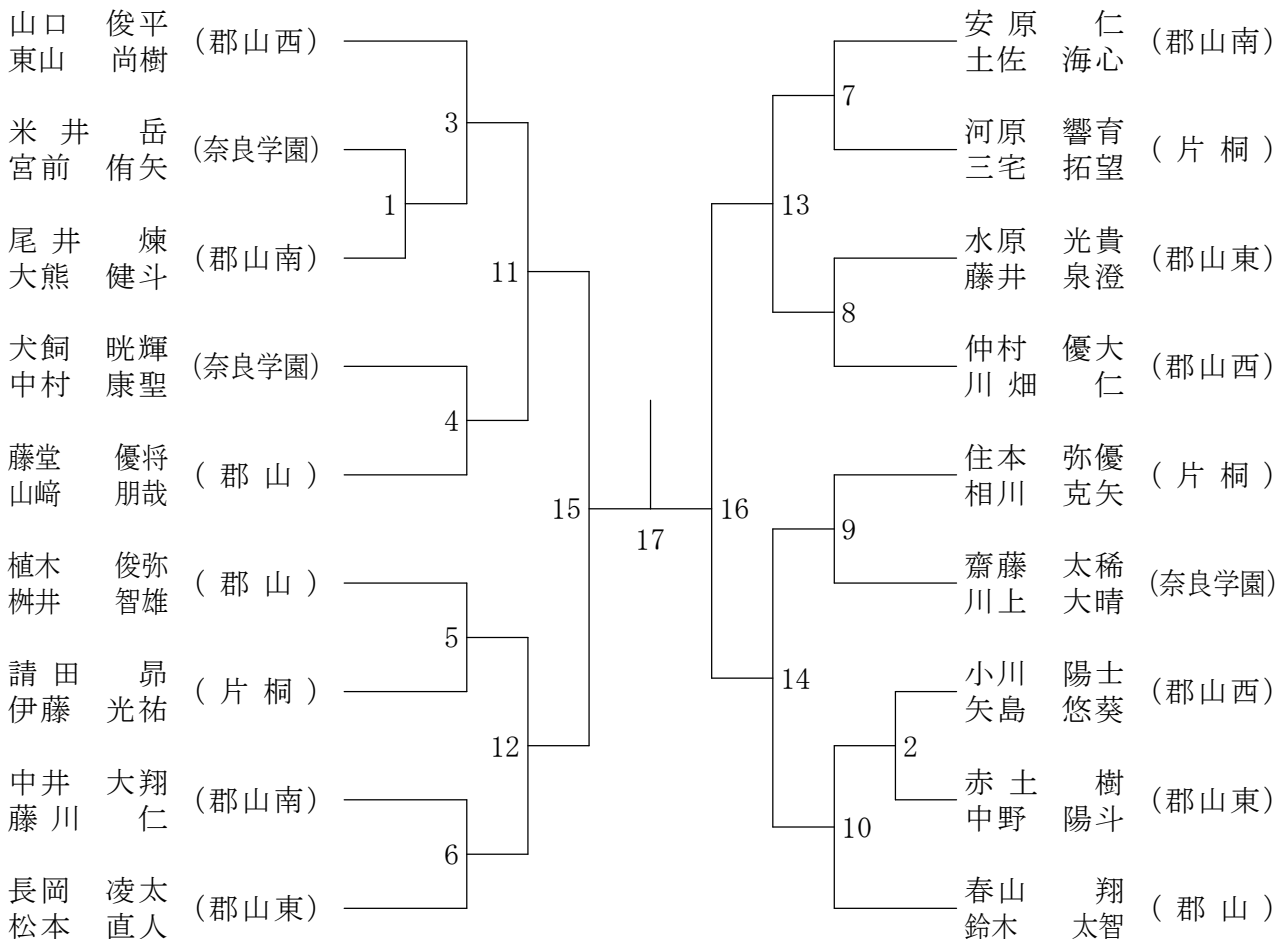 山口 俊平
東山 尚樹
(郡山西)
米井 岳
宮前 侑矢
(奈良学園)
尾井 煉
大熊 健斗
(郡山南)
犬飼 晄輝
中村 康聖
(奈良学園)
藤堂 優将
山﨑 朋哉
(郡山)
植木 俊弥
桝井 智雄
(郡山)
請田 昴
伊藤 光祐
(片桐)
中井 大翔
藤川 仁
(郡山南)
長岡 凌太
松本 直人
(郡山東)
3
1
11
4
15
5
12
6
17
16
7
13
8
9
14
2
10
安原 仁
土佐 海心
(郡山南)
河原 響育
三宅 拓望
(片桐)
水原 光貴
藤井 泉澄
(郡山東)
仲村 優大
川畑 仁
(郡山西)
住本 弥優
相川 克矢
(片桐)
齋藤 太稀
川上 大晴
(奈良学園)
小川 陽士
矢島 悠葵
(郡山西)
赤土 樹
中野 陽斗
(郡山東)
春山 翔
鈴木 太智
(郡山)